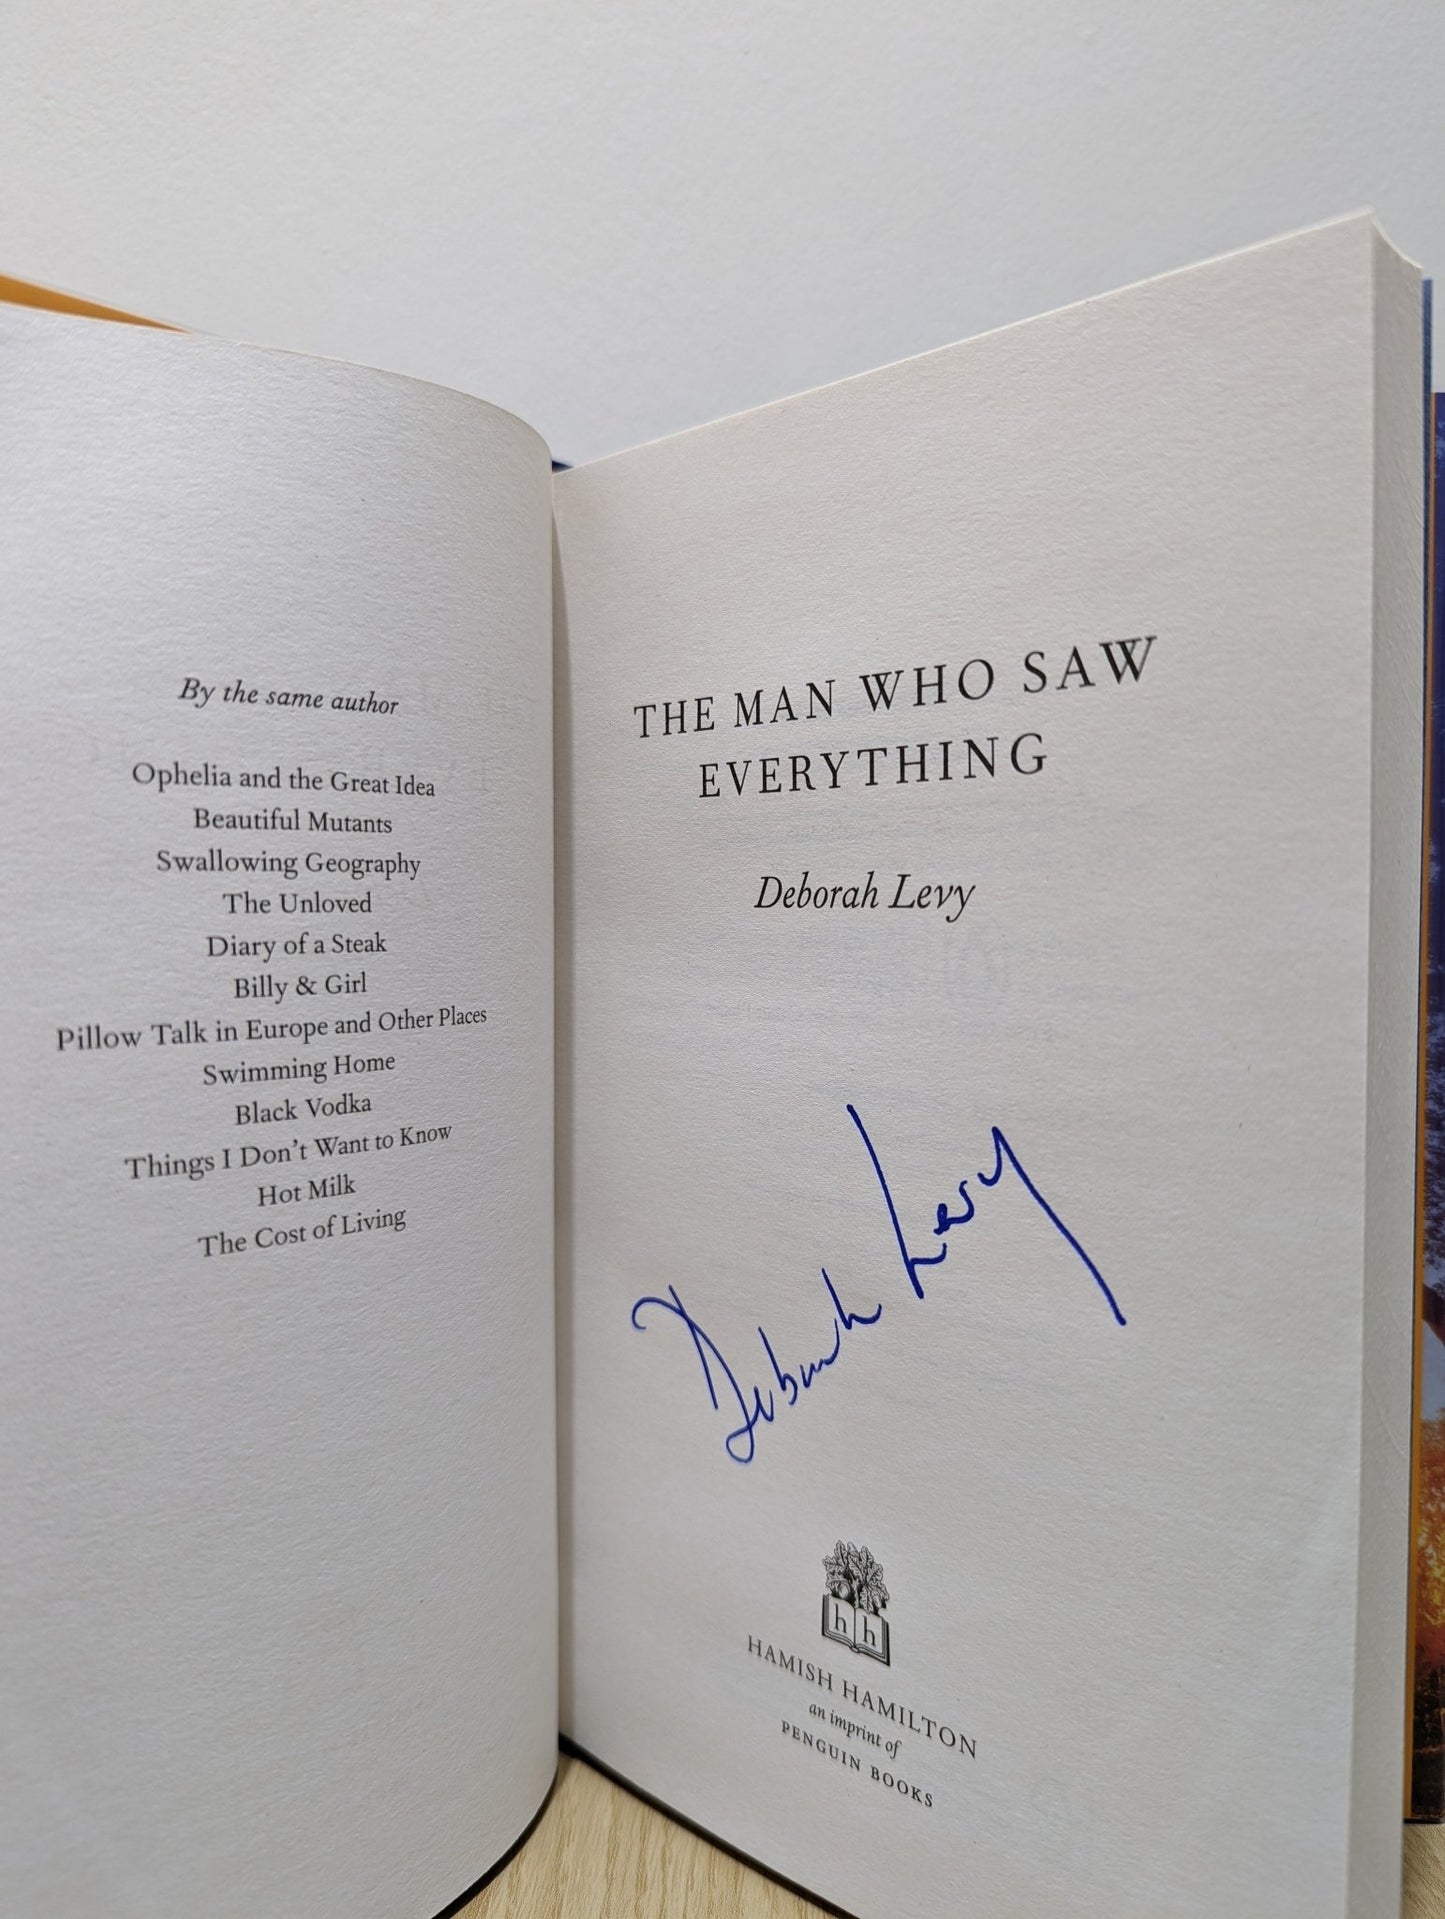 By the same author
Ophelia and the Great Idea
Beautiful Mutants
Swallowing Geography
The Unloved
Diary of a Steak
Billy & Girl
Pillow Talk in Europe and Other Places
Swimming Home
Black Vodka
Things I Don't Want to Know
Hot Milk
The Cost of Living
THE MAN WHO SAW
EVERYTHING
Deborah Levy
Deborah Levy
h h
HAMISH HAMILTON
an imprint of
PENGUIN BOOKS